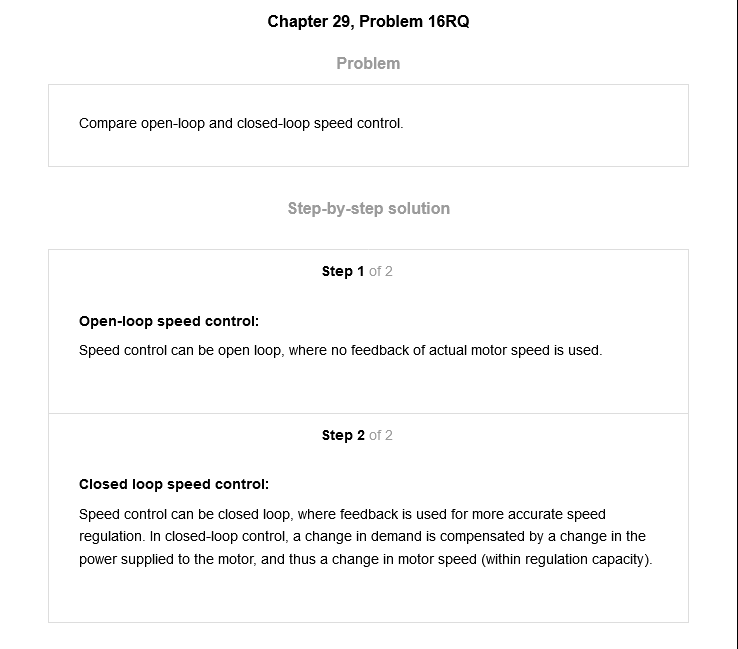 Chapter 29, Problem 16RQ
Problem
Compare open-loop and closed-loop speed control.
Step-by-step solution
Step 1 of 2
Open-loop speed control:
Speed control can be open loop, where no feedback of actual motor speed is used.
Step 2 of 2
Closed loop speed control:
Speed control can be closed loop, where feedback is used for more accurate speed
regulation. In closed-loop control, a change in demand is compensated by a change in the
power supplied to the motor, and thus a change in motor speed (within regulation capacity).